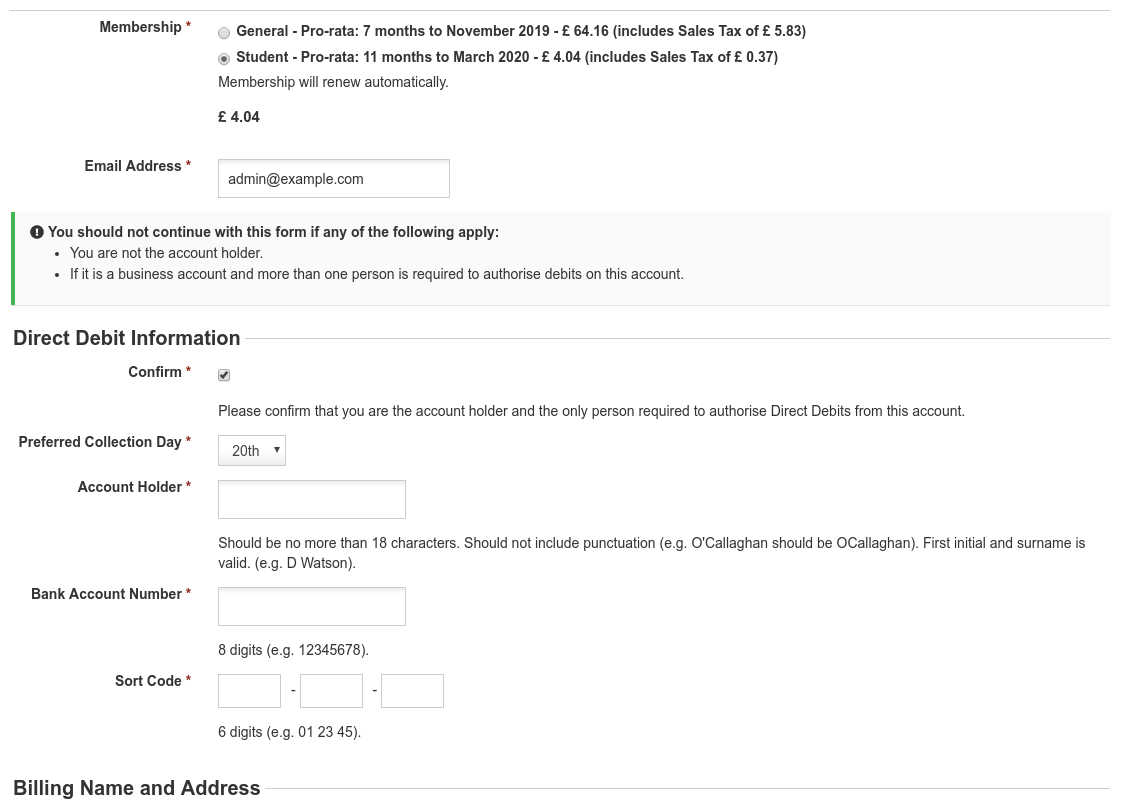 Membership *
General - Pro-rata: 7 months to November 2019 - £ 64.16 (includes Sales Tax of £ 5.83)
Student - Pro-rata: 11 months to March 2020 - £ 4.04 (includes Sales Tax of £ 0.37)
Membership will renew automatically.
£ 4.04
Email Address *
admin@example.com
You should not continue with this form if any of the following apply:
• You are not the account holder.
• If it is a business account and more than one person is required to authorise debits on this account.
Direct Debit Information
Confirm *
Please confirm that you are the account holder and the only person required to authorise Direct Debits from this account.
Preferred Collection Day *
20th
Account Holder *
Should be no more than 18 characters. Should not include punctuation (e.g. O'Callaghan should be OCallaghan). First initial and surname is
valid. (e.g. D Watson).
Bank Account Number *
8 digits (e.g. 12345678).
Sort Code *
- -
6 digits (e.g. 01 23 45).
Billing Name and Address